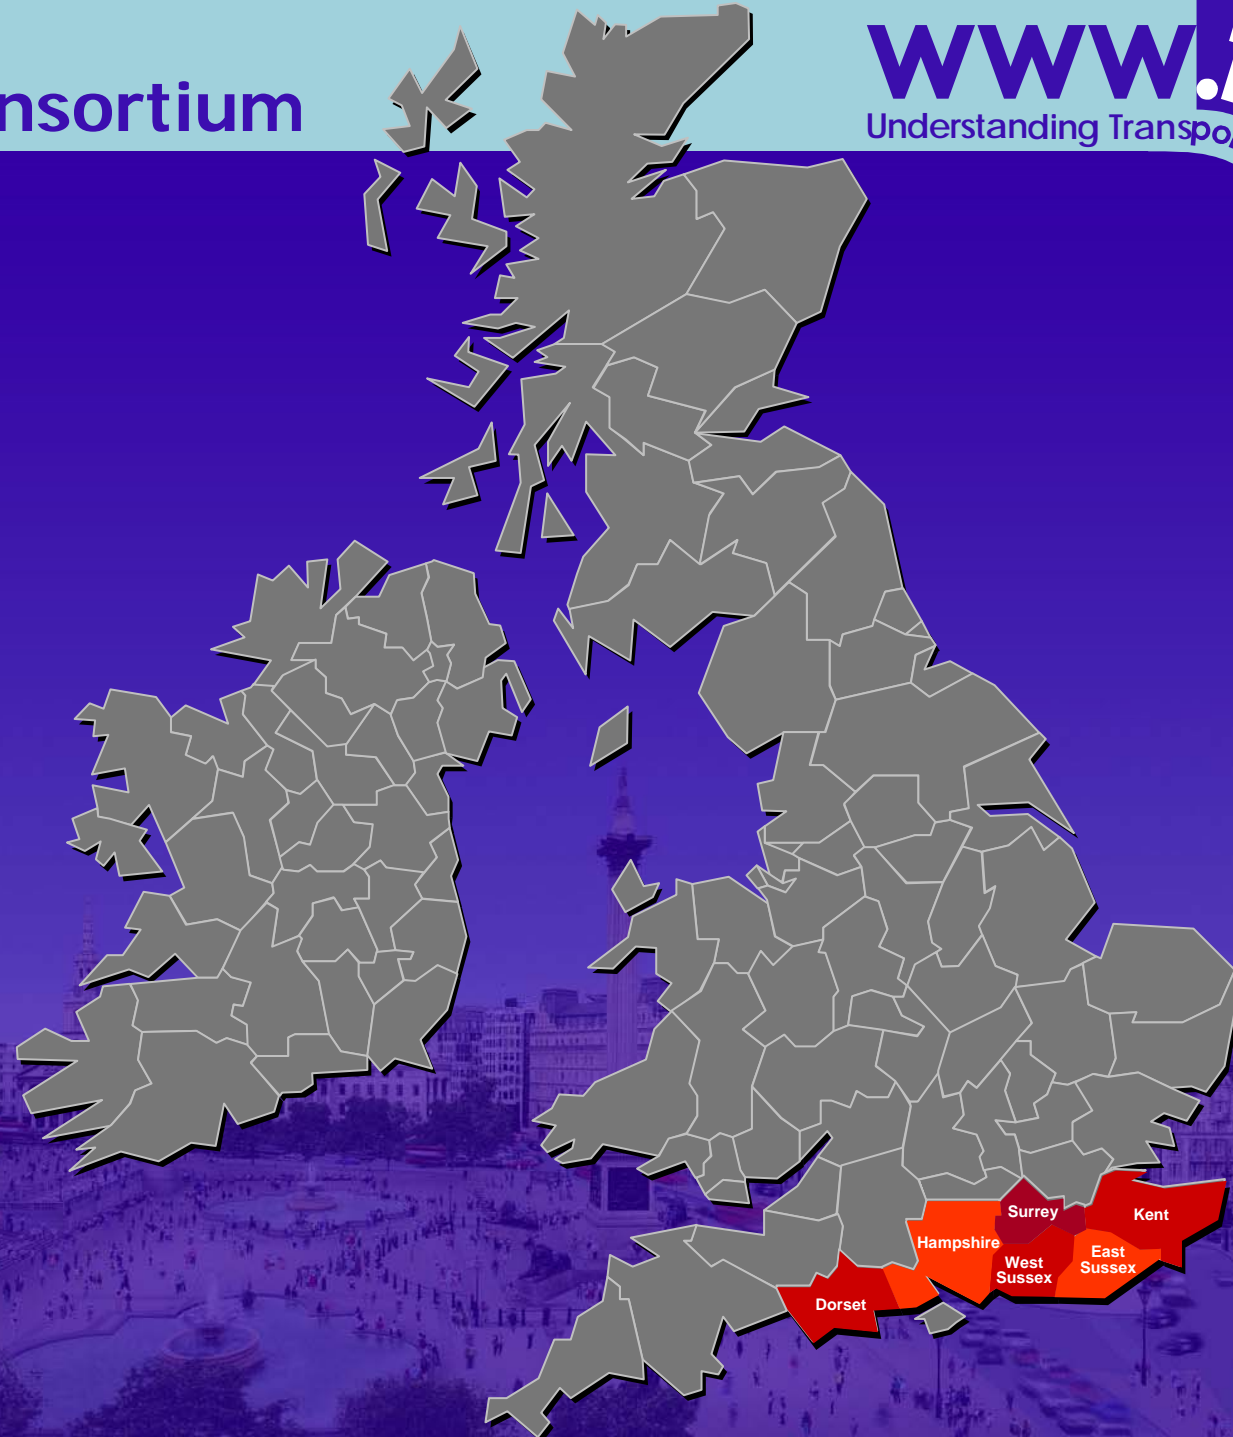 nsortium
www.
Understanding Transpo
Surrey
Kent
Hampshire
East
Sussex
West
Sussex
Dorset